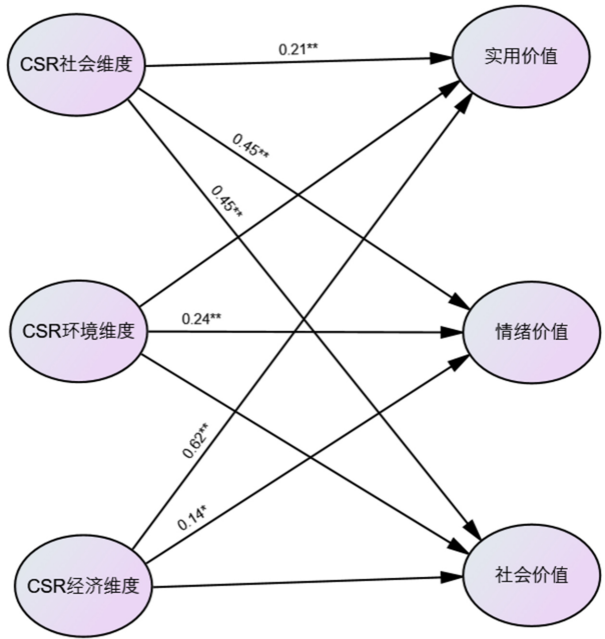 CSR社会维度
0.21**
实用价值
0.45**
0.45**
CSR环境维度
0.24**
情绪价值
0.62**
0.14*
CSR经济维度
社会价值